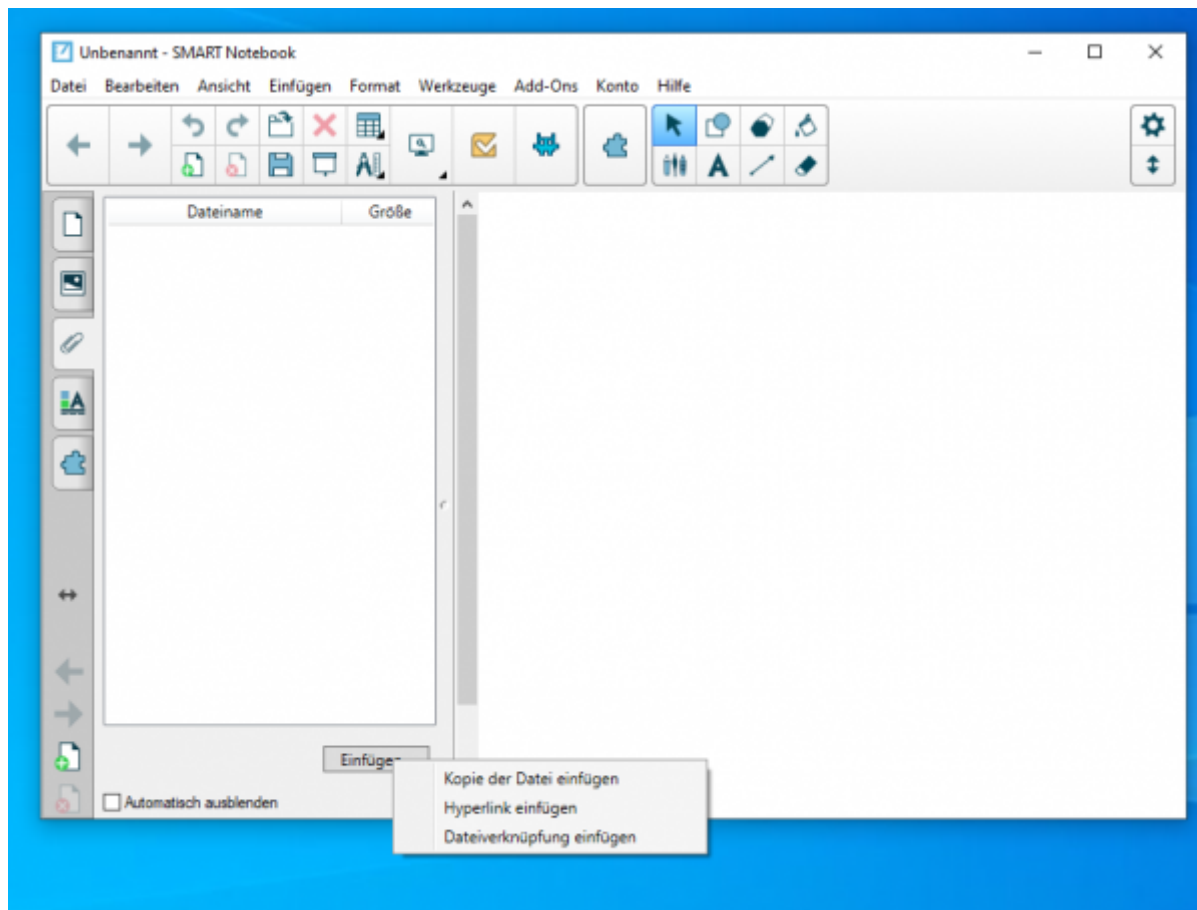 Unbenannt - SMART Notebook
Datei Bearbeiten Ansicht Einfügen Format Werkzeuge Add-Ons Konto Hilfe
Dateiname Größe
Kopie der Datei einfügen
Hyperlink einfügen
Dateiverknüpfung einfügen
Automatisch ausblenden